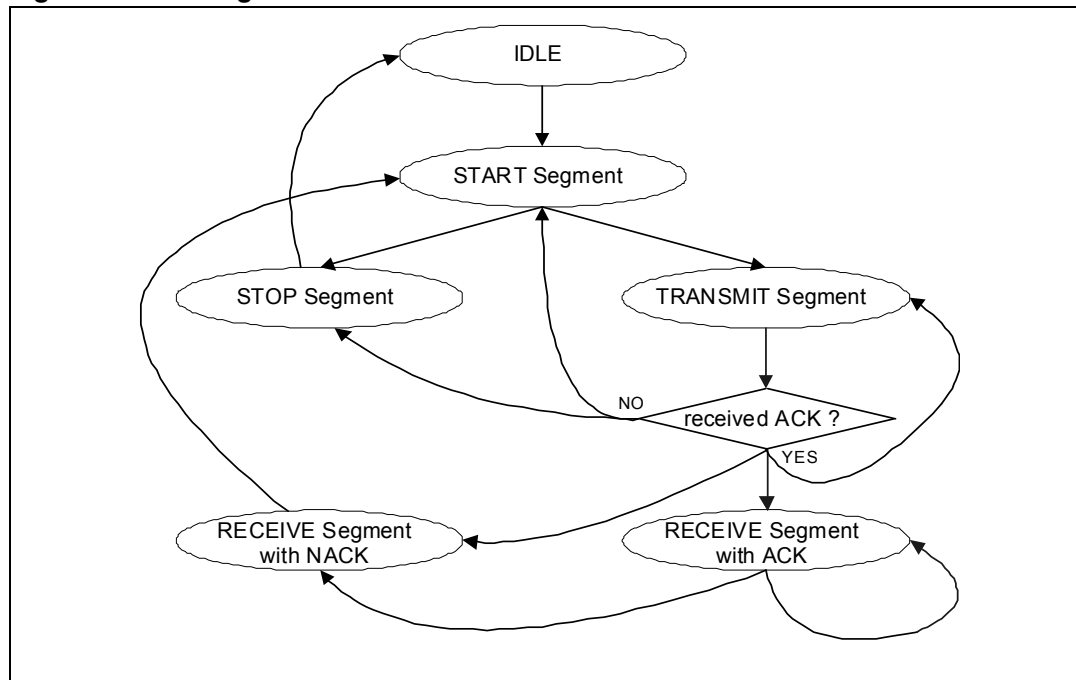 IDLE
START Segment
STOP Segment
TRANSMIT Segment
NO
received ACK ?
YES
RECEIVE Segment
with NACK
RECEIVE Segment
with ACK